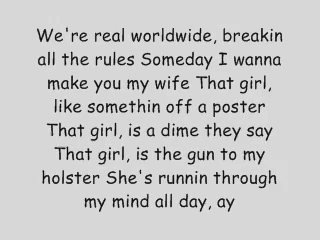 We're real worldwide, breakin
all the rules Someday I wanna
make you my wife That girl,
like somethin off a poster
That girl, is a dime they say
That girl, is the gun to my
holster She's runnin through
my mind all day, ay